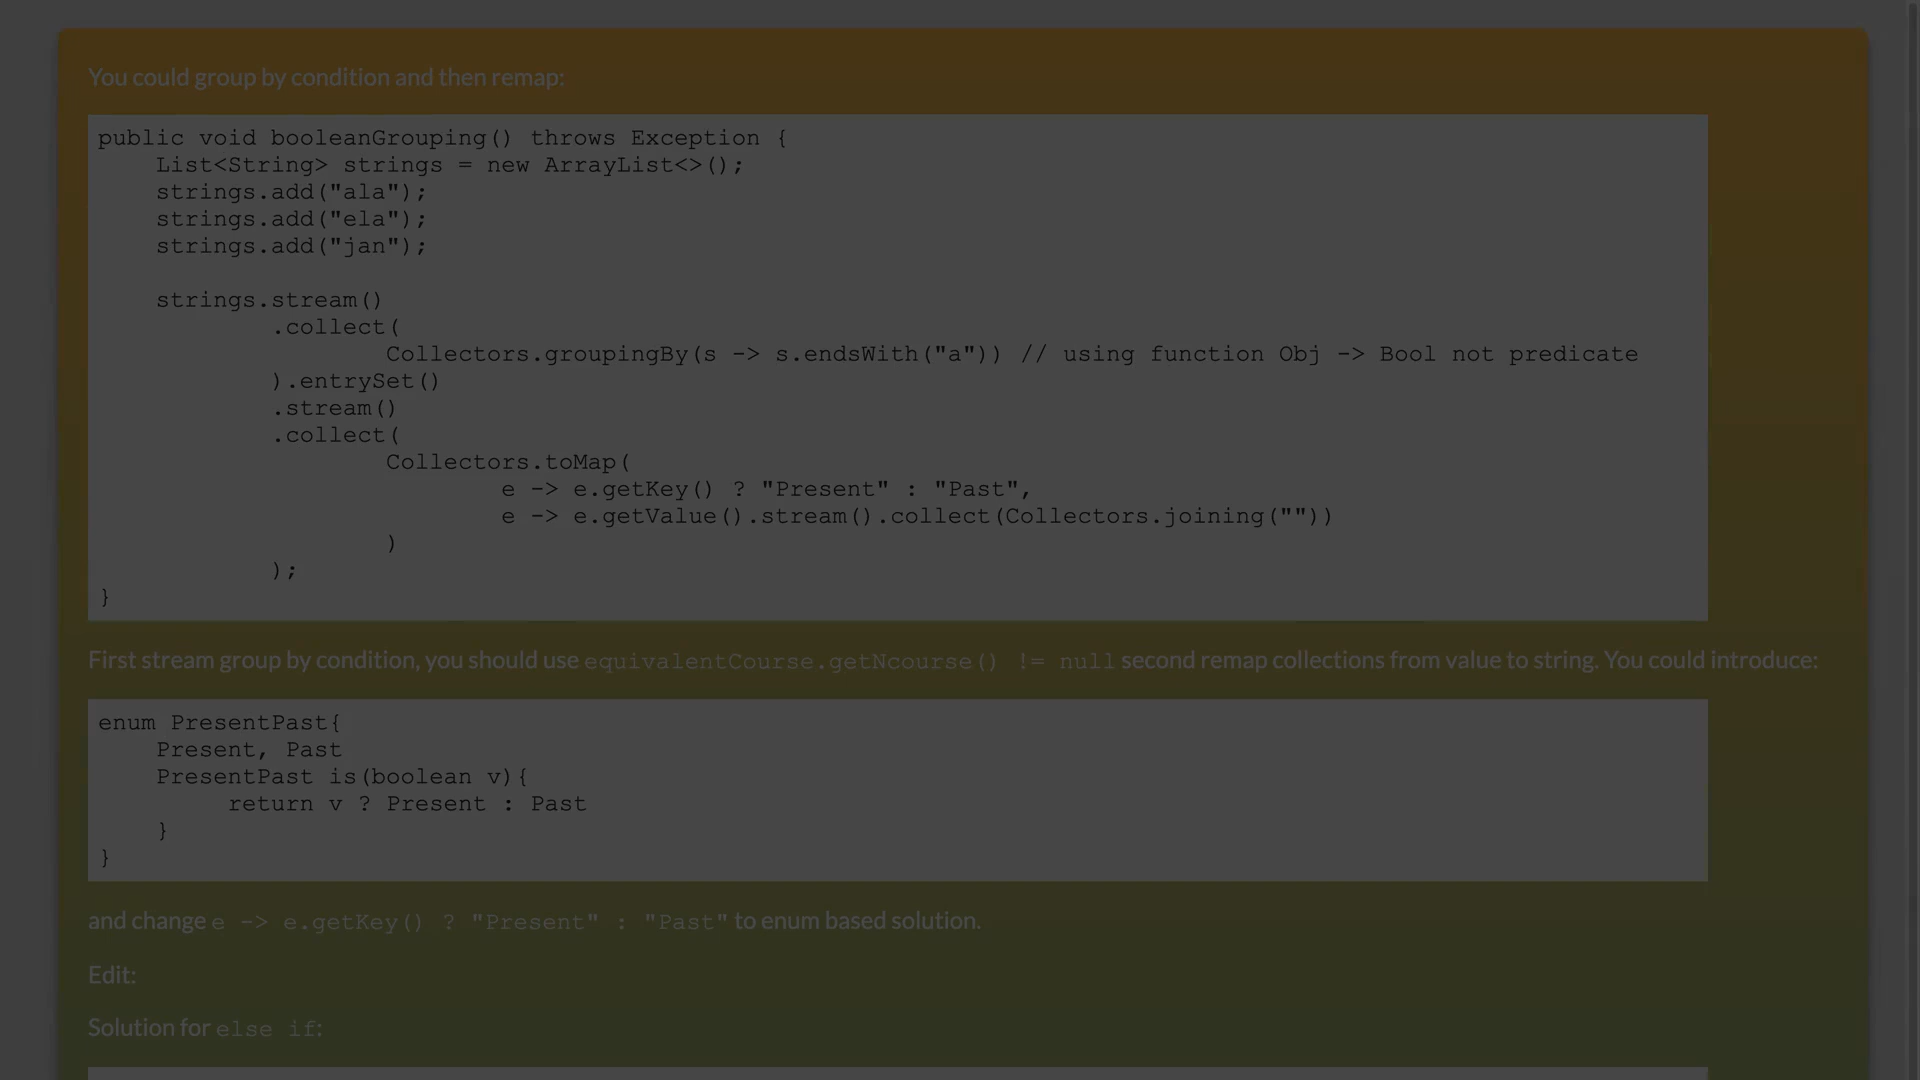 You could group by condition and then remap:
public void booleanGrouping() throws Exception {
    List<String> strings = new ArrayList<>();
    strings.add("ala");
    strings.add("ela");
    strings.add("jan");

    strings.stream()
            .collect(
                    Collectors.groupingBy(s -> s.endsWith("a")) // using function Obj -> Bool not predicate
            ).entrySet()
            .stream()
            .collect(
                    Collectors.toMap(
                            e -> e.getKey() ? "Present" : "Past",
                            e -> e.getValue().stream().collect(Collectors.joining(""))
                    )
            );
}
First stream group by condition, you should use equivalentCourse.getNcourse() != null second remap collections from value to string. You could introduce:
enum PresentPast{
    Present, Past
    PresentPast is(boolean v){
         return v ? Present : Past
    }
}
and change e -> e.getKey() ? "Present" : "Past" to enum based solution.
Edit:
Solution for else if: